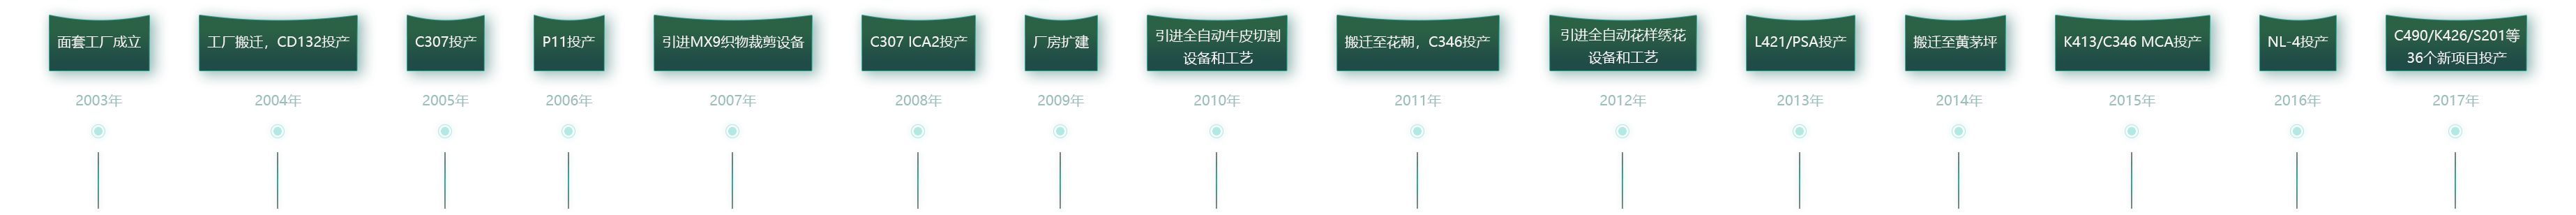 面套工厂成立
2003年
工厂搬迁，CD132投产
2004年
C307投产
2005年
P11投产
2006年
引进MX9织物裁剪设备
2007年
C307 ICA2投产
2008年
厂房扩建
2009年
引进全自动牛皮切割
设备和工艺
2010年
搬迁至花朝，C346投产
2011年
引进全自动花样绣花
设备和工艺
2012年
L421/PSA投产
2013年
搬迁至黄茅坪
2014年
K413/C346 MCA投产
2015年
NL-4投产
2016年
C490/K426/S201等
36个新项目投产
2017年